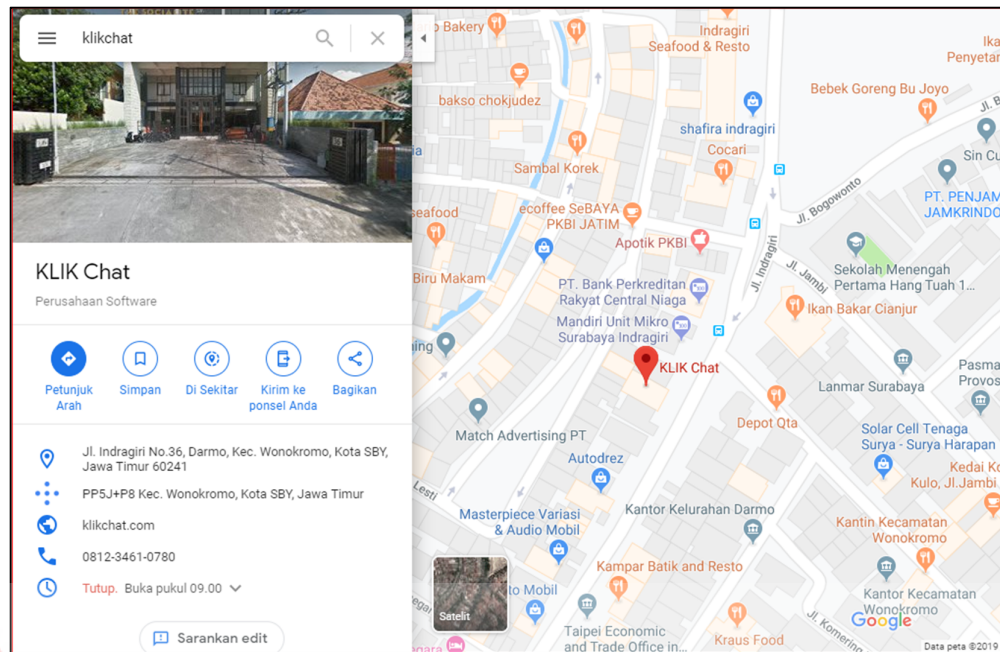 klikchat
KLIK Chat
Perusahaan Software
Petunjuk
Arah
Simpan
Di Sekitar
Kirim ke
ponsel Anda
Bagikan
Jl. Indragiri No.36, Darmo, Kec. Wonokromo, Kota SBY,
Jawa Timur 60241
PP5J+P8 Kec. Wonokromo, Kota SBY, Jawa Timur
klikchat.com
0812-3461-0780
Tutup. Buka pukul 09.00
Sarankan edit
Bakery
Indragiri
Seafood & Resto
Penyetan
bakso chokjudez
Bebek Goreng Bu Joyo
shafira indragiri
Cocari
Sambal Korek
Sin
Jl. Bogowonto
PT. PENJAM
JAMKRINDO
seafood
ecoffee SeBAYA
PKBI JATIM
Apotik PKBI
Jl. Indragiri
Jl. Jambi
Sekolah Menengah
Pertama Hang Tuah 1...
Biru Makam
PT. Bank Perkreditan
Rakyat Central Niaga
Mandiri Unit Mikro
Surabaya Indragiri
Ikan Bakar Cianjur
KLIK Chat
Lanmar Surabaya
Pasma
Provos
Match Advertising PT
Depot Qta
Solar Cell Tenaga
Surya - Surya Harapan
Autodrez
Kedai
Kulo, Jl.Jambi
Lesti
Masterpiece Variasi
& Audio Mobil
Kantor Kelurahan Darmo
Kantin Kecamatan
Wonokromo
Kampar Batik and Resto
to Mobil
Satelit
Kantor Kecamatan
Wonokromo
Taipei Economic
and Trade Office in...
Kraus Food
Jl. Komering
Google
Data peta ©2019